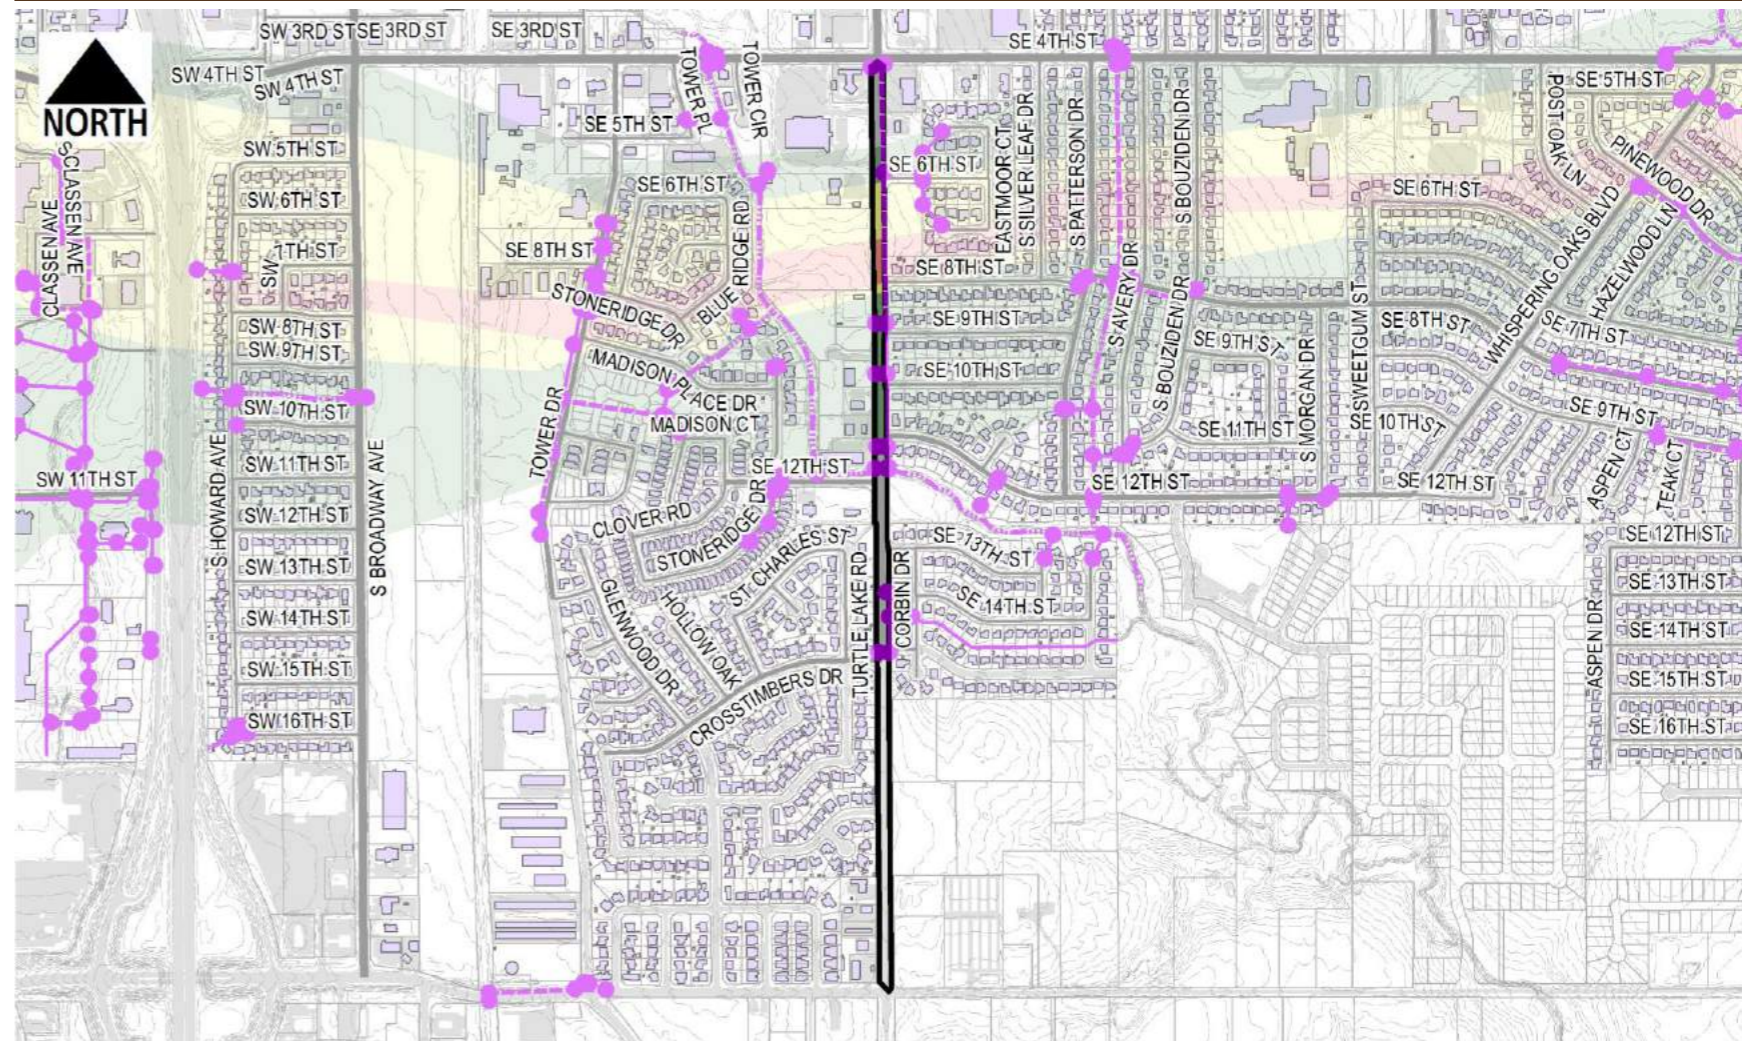 SW 3RD ST
SE 3RD ST
SE 3RD ST
SE 4TH ST
SW 4TH ST
SW 4TH ST
NORTH
TOWER PL
TOWER CIR
SE 5TH ST
SE 5TH ST
POST OAK LN
PINEWOOD DR
SW 5TH ST
S CLASSEN AVE
CLASSEN AVE
SW 6TH ST
SE 6TH ST
SE 6TH ST
SE 6TH ST
EASTMOOR CT
S SILVER LEAF DR
S PATTERSON DR
S AVERY DR
S BOUZIDEN DR
S BOUZIDEN DR
WHISPERING OAKS BLVD
HAZELWOOD LN
7TH ST
SW
SE 8TH ST
SE 8TH ST
BLUE RIDGE RD
STONERIDGE DR
SW 8TH ST
SW 9TH ST
SE 9TH ST
SE 9TH ST
SE 8TH ST
SE 7TH ST
S SWEETGUM ST
S MORGAN DR
MADISON PLACE DR
MADISON CT
SE 10TH ST
SE 10TH ST
SE 9TH ST
SW 10TH ST
SE 11TH ST
TOWER DR
S HOWARD AVE
S BROADWAY AVE
SW 11TH ST
SW 11TH ST
SE 12TH ST
SE 12TH ST
SE 12TH ST
ASPEN CT
TEAK CT
SW 12TH ST
CLOVER RD
STONERIDGE DR
ST CHARLES ST
SE 13TH ST
SE 12TH ST
SW 13TH ST
TURTLE LAKE RD
CORBIN DR
SE 13TH ST
GLENWOOD DR
HOLLOW OAK
SE 14TH ST
SW 14TH ST
ASPEN DR
SE 14TH ST
SW 15TH ST
CROSSTIMBERS DR
SE 15TH ST
SW 16TH ST
SE 16TH ST